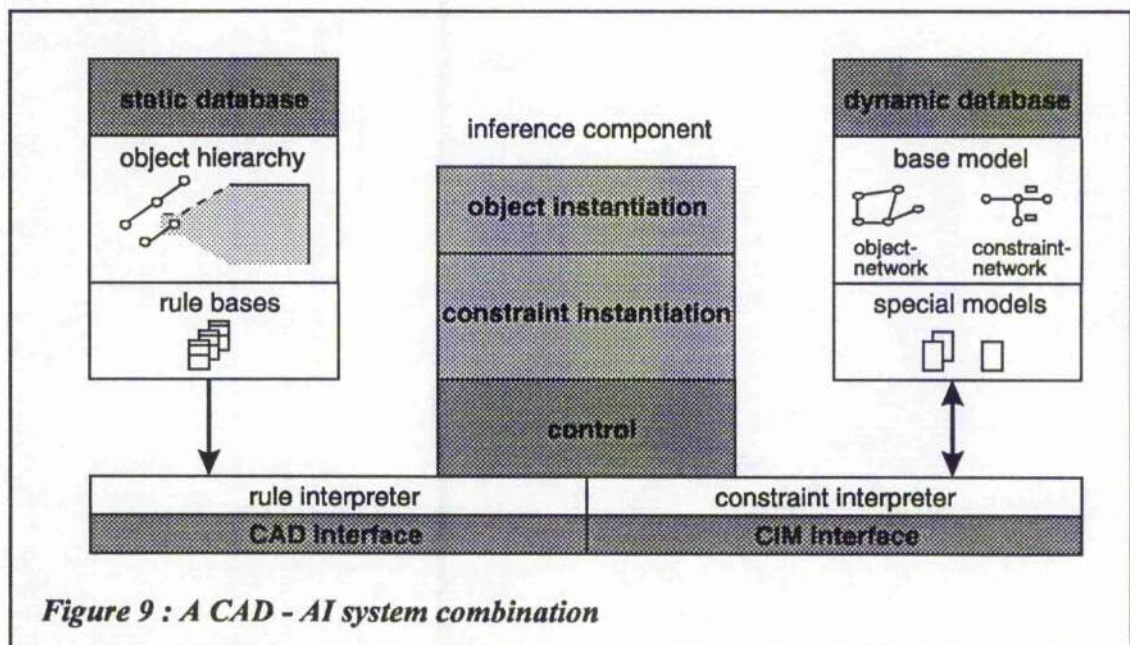 static database
object hierarchy
rule bases
inference component
object instantiation
constraint instantiation
control
dynamic database
base model
object-
network
constraint-
network
special models
rule interpreter
constraint interpreter
CAD interface
CIM interface
Figure 9 : A CAD - AI system combination